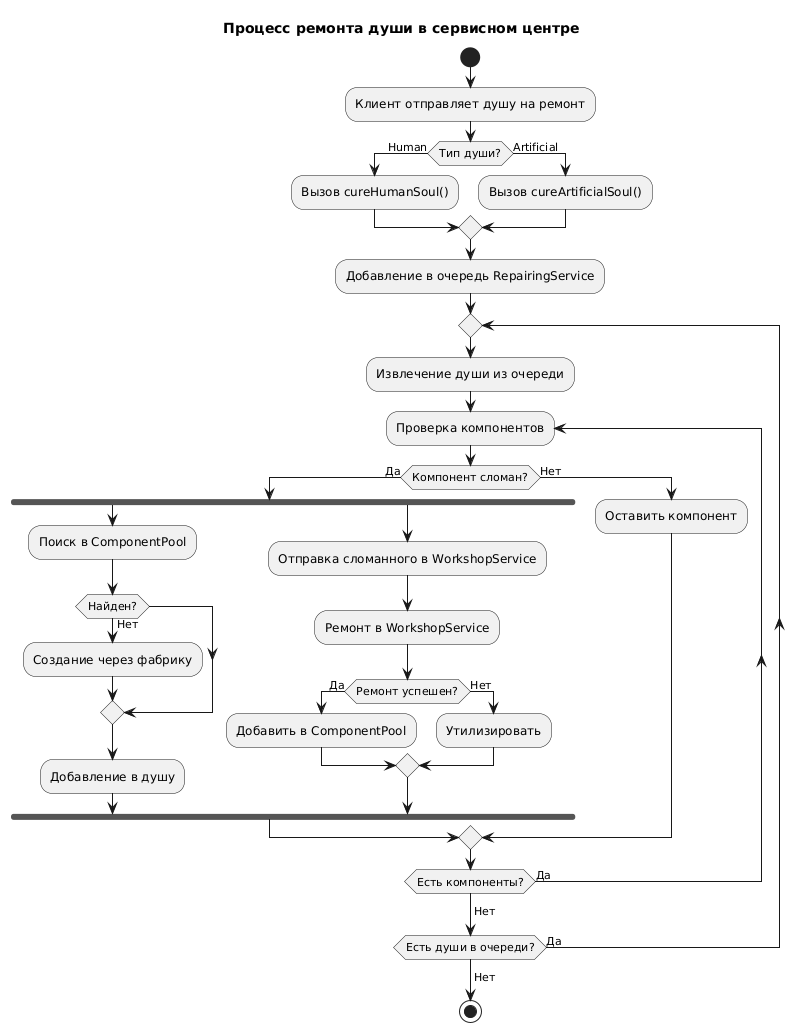 Процесс ремонта души в сервисном центре
Клиент отправляет душу на ремонт
Human
Тип души?
Artificial
Вызов cureHumanSoul()
Вызов cureArtificialSoul()
Добавление в очередь RepairingService
Извлечение души из очереди
Проверка компонентов
Да
Компонент сломан?
Нет
Поиск в ComponentPool
Найден?
Нет
Создание через фабрику
Добавление в душу
Отправка сломанного в WorkshopService
Ремонт в WorkshopService
Да
Ремонт успешен?
Нет
Добавить в ComponentPool
Утилизировать
Оставить компонент
Есть компоненты?
Да
Нет
Есть души в очереди?
Да
Нет